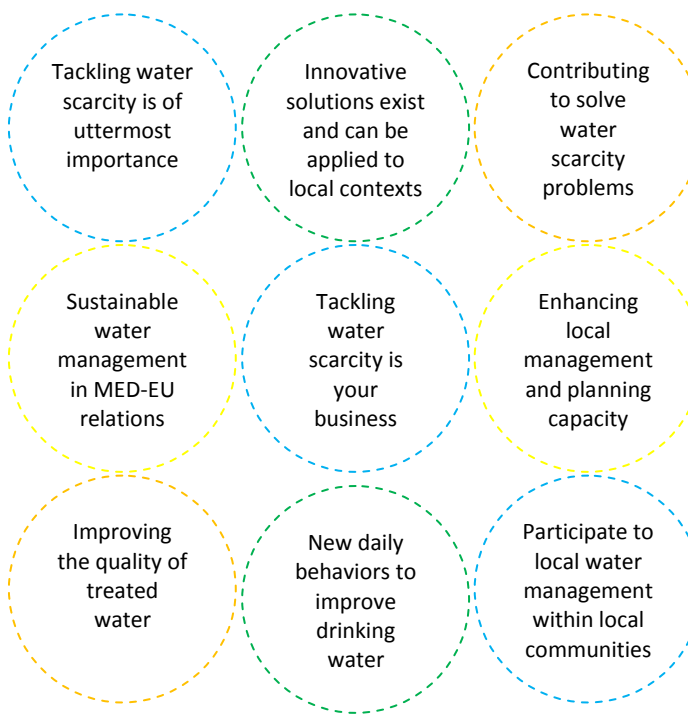 Tackling water
scarcity is of
uttermost
importance
Innovative
solutions exist
and can be
applied to
local contexts
Contributing
to solve
water
scarcity
problems
Sustainable
water
management
in MED-EU
relations
Tackling
water
scarcity is
your
business
Enhancing
local
management
and planning
capacity
Improving
the quality of
treated
water
New daily
behaviors to
improve
drinking
water
Participate to
local water
management
within local
communities